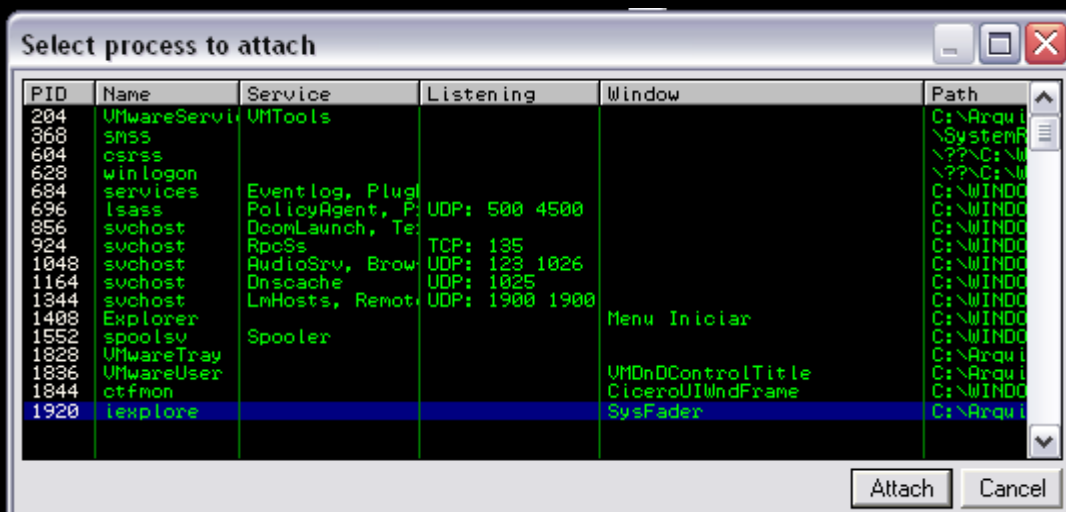 Select process to attach
PID Name Service Listening Window Path
204 VMwareServi VMTools C:\Arqui
368 smss \SystemR
604 csrss \??\C:\W
628 winlogon \??\C:\W
684 services Eventlog, Plug C:\WINDO
696 lsass PolicyAgent, P UDP: 500 4500 C:\WINDO
856 svchost DcomLaunch, Te C:\WINDO
924 svchost RpcSs TCP: 135 C:\WINDO
1048 svchost AudioSrv, Brow UDP: 123 1026 C:\WINDO
1164 svchost Dnscache UDP: 1025 C:\WINDO
1344 svchost LmHosts, Remot UDP: 1900 1900 C:\WINDO
1408 Explorer Menu Iniciar C:\WINDO
1552 spoolsv Spooler C:\WINDO
1828 VMwareTray C:\Arqui
1836 VMwareUser VMDnDControlTitle C:\Arqui
1844 ctfmon CiceroUIWndFrame C:\WINDO
1920 iexplore SysFader C:\Arqui
Attach Cancel